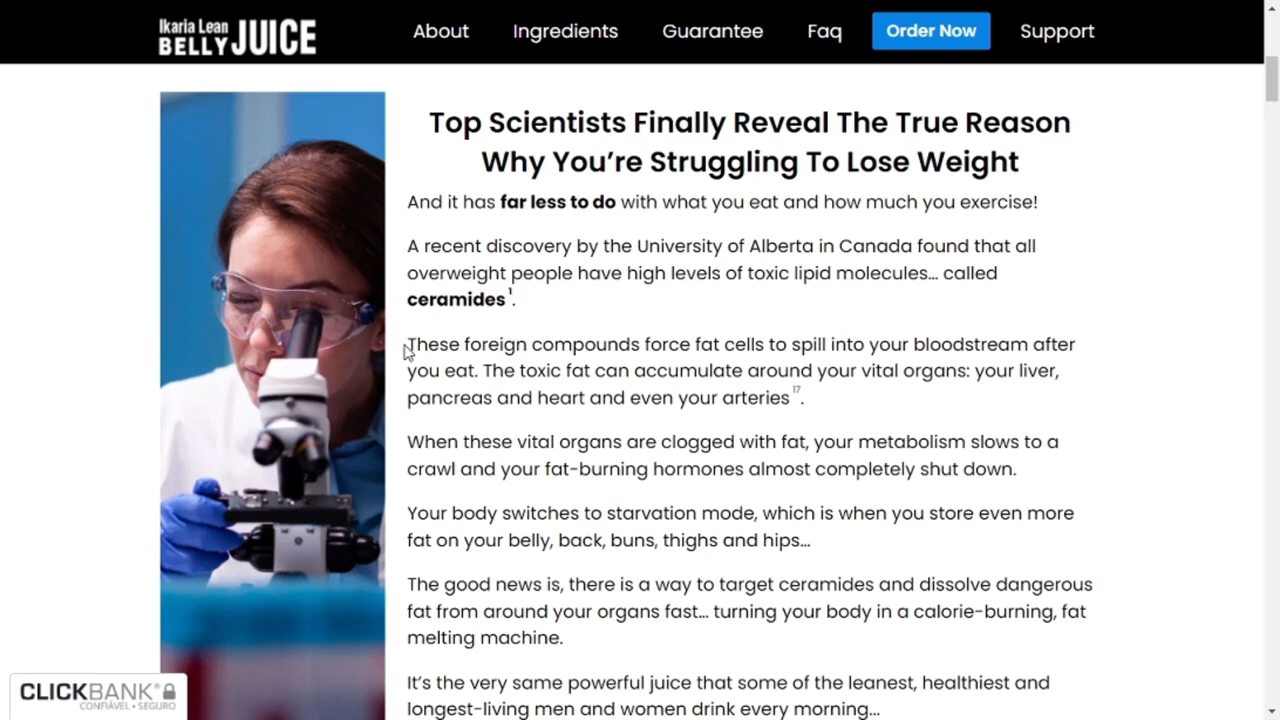 Ikaria Lean
BELLY JUICE
About
Ingredients
Guarantee
Faq
Order Now
Support
Top Scientists Finally Reveal The True Reason
Why You’re Struggling To Lose Weight
And it has far less to do with what you eat and how much you exercise!
A recent discovery by the University of Alberta in Canada found that all
overweight people have high levels of toxic lipid molecules... called
ceramides 1.
These foreign compounds force fat cells to spill into your bloodstream after
you eat. The toxic fat can accumulate around your vital organs: your liver,
pancreas and heart and even your arteries 17.
When these vital organs are clogged with fat, your metabolism slows to a
crawl and your fat-burning hormones almost completely shut down.
Your body switches to starvation mode, which is when you store even more
fat on your belly, back, buns, thighs and hips...
The good news is, there is a way to target ceramides and dissolve dangerous
fat from around your organs fast... turning your body in a calorie-burning, fat
melting machine.
It’s the very same powerful juice that some of the leanest, healthiest and
longest-living men and women drink every morning...
CLICKBANK®
CONFIÁVEL • SEGURO